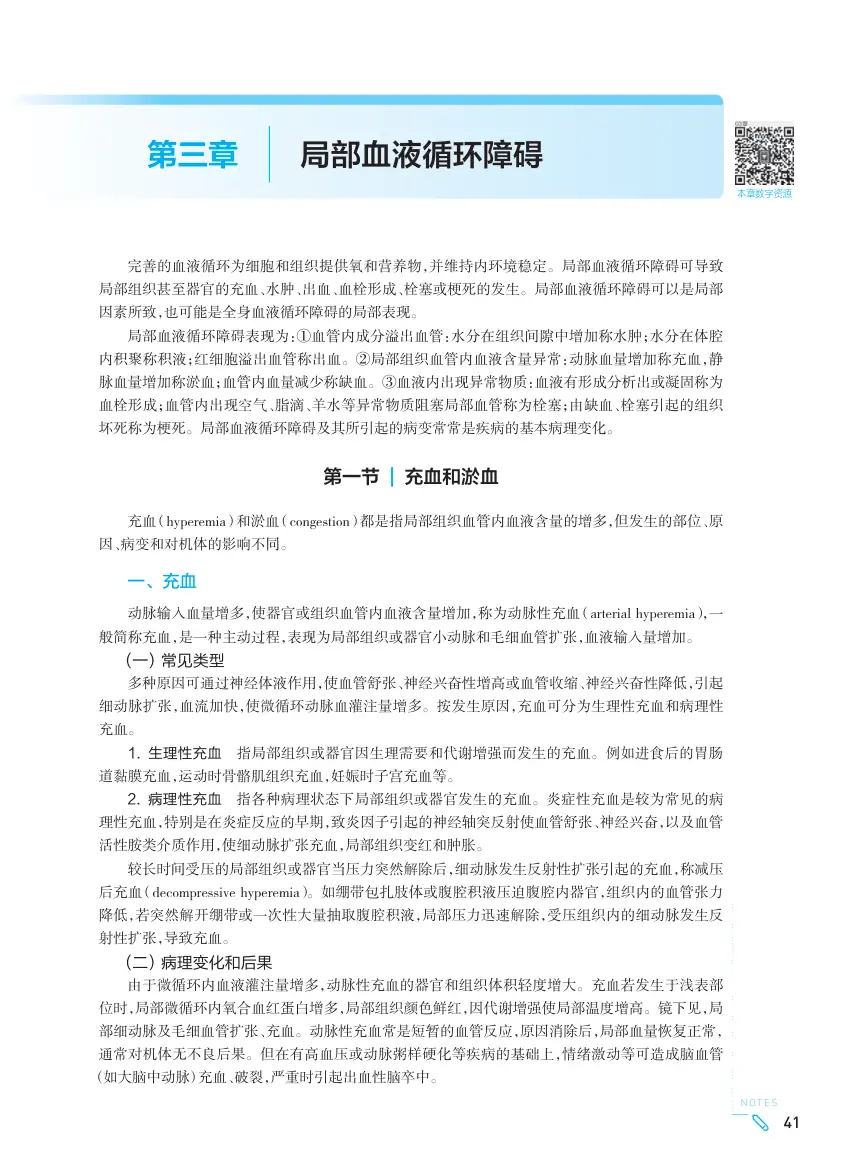 第三章 局部血液循环障碍
本章数字资源
完善的血液循环为细胞和组织提供氧和营养物,并维持内环境稳定。局部血液循环障碍可导致
局部组织甚至器官的充血、水肿、出血、血栓形成、栓塞或梗死的发生。局部血液循环障碍可以是局部
因素所致,也可能是全身血液循环障碍的局部表现。
局部血液循环障碍表现为:①血管内成分溢出血管:水分在组织间隙中增加称水肿;水分在体腔
内积聚称积液;红细胞溢出血管称出血。②局部组织血管内血液含量异常:动脉血量增加称充血,静
脉血量增加称淤血;血管内血量减少称缺血。③血液内出现异常物质:血液有形成分析出或凝固称为
血栓形成;血管内出现空气、脂滴、羊水等异常物质阻塞局部血管称为栓塞;由缺血、栓塞引起的组织
坏死称为梗死。局部血液循环障碍及其所引起的病变常常是疾病的基本病理变化。
第一节 | 充血和淤血
充血(hyperemia)和淤血(congestion)都是指局部组织血管内血液含量的增多,但发生的部位、原
因、病变和对机体的影响不同。
一、充血
动脉输入血量增多,使器官或组织血管内血液含量增加,称为动脉性充血(arterial hyperemia),一
般简称充血,是一种主动过程,表现为局部组织或器官小动脉和毛细血管扩张,血液输入量增加。
(一) 常见类型
多种原因可通过神经体液作用,使血管舒张、神经兴奋性增高或血管收缩、神经兴奋性降低,引起
细动脉扩张,血流加快,使微循环动脉血灌注量增多。按发生原因,充血可分为生理性充血和病理性
充血。
1. 生理性充血 指局部组织或器官因生理需要和代谢增强而发生的充血。例如进食后的胃肠
道黏膜充血,运动时骨骼肌组织充血,妊娠时子宫充血等。
2. 病理性充血 指各种病理状态下局部组织或器官发生的充血。炎症性充血是较为常见的病
理性充血,特别是在炎症反应的早期,致炎因子引起的神经轴突反射使血管舒张、神经兴奋,以及血管
活性胺类介质作用,使细动脉扩张充血,局部组织变红和肿胀。
较长时间受压的局部组织或器官当压力突然解除后,细动脉发生反射性扩张引起的充血,称减压
后充血(decompressive hyperemia)。如绷带包扎肢体或腹腔积液压迫腹腔内器官,组织内的血管张力
降低,若突然解开绷带或一次性大量抽取腹腔积液,局部压力迅速解除,受压组织内的细动脉发生反
射性扩张,导致充血。
(二) 病理变化和后果
由于微循环内血液灌注量增多,动脉性充血的器官和组织体积轻度增大。充血若发生于浅表部
位时,局部微循环内氧合血红蛋白增多,局部组织颜色鲜红,因代谢增强使局部温度增高。镜下见,局
部细动脉及毛细血管扩张、充血。动脉性充血常是短暂的血管反应,原因消除后,局部血量恢复正常,
通常对机体无不良后果。但在有高血压或动脉粥样硬化等疾病的基础上,情绪激动等可造成脑血管
(如大脑中动脉)充血、破裂,严重时引起出血性脑卒中。
NOTES
41